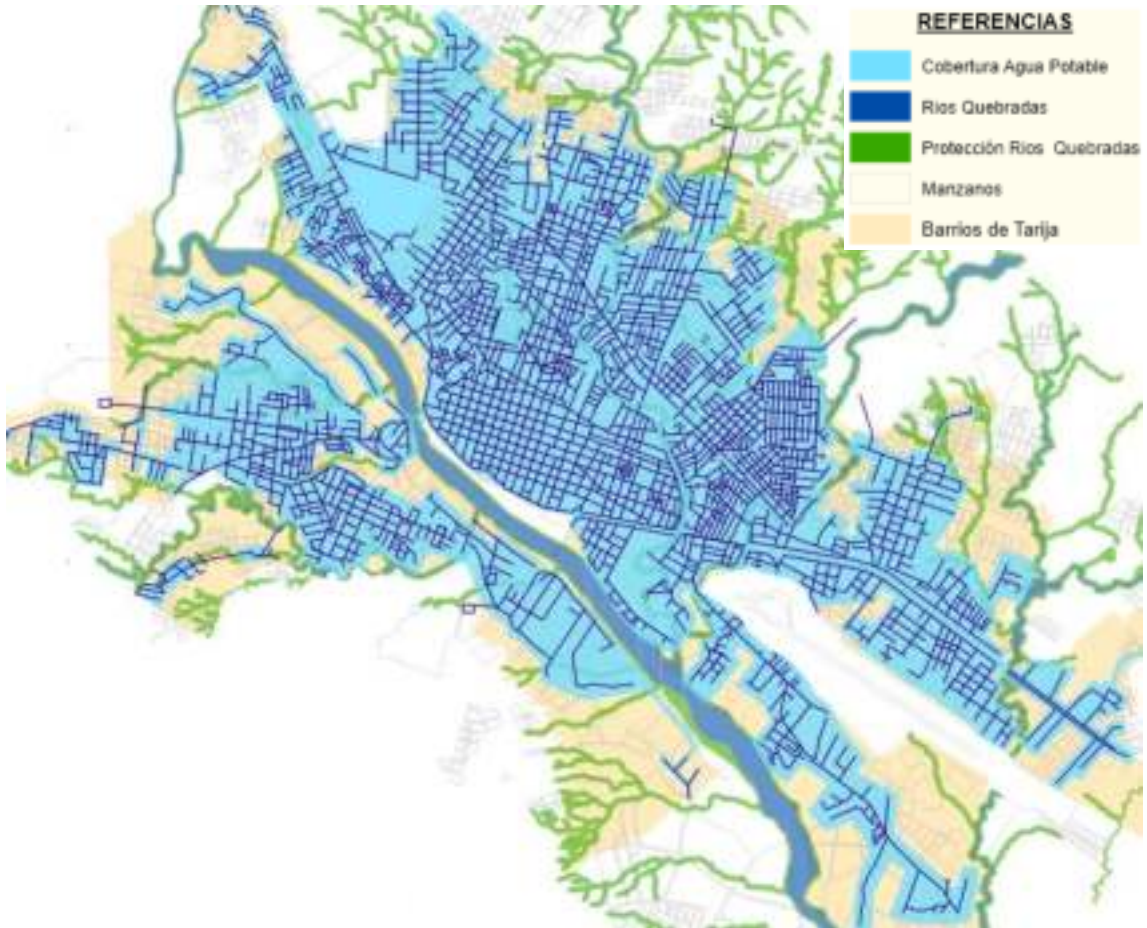 REFERENCIAS
Cobertura Agua Potable
Rios Quebradas
Protección Rios Quebradas
Manzanos
Barrios de Tarija